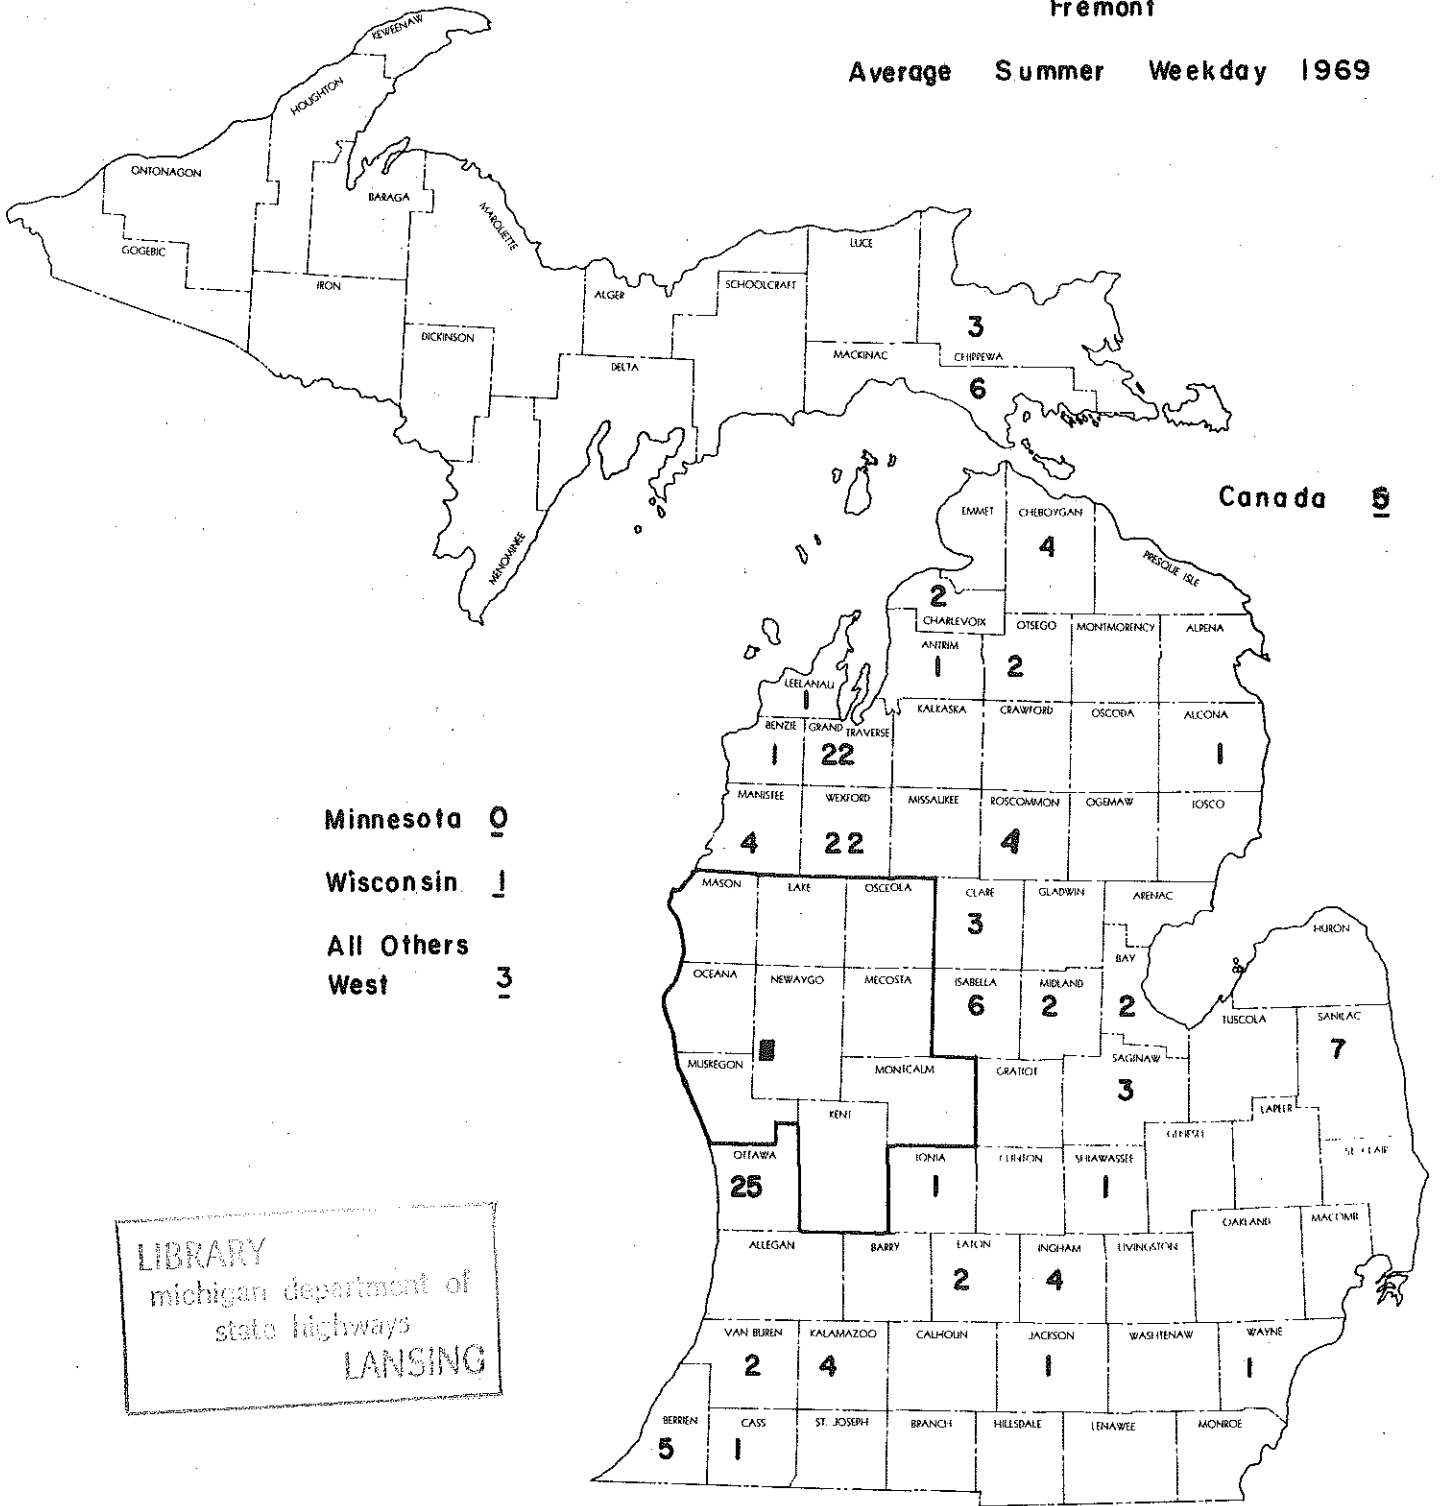 Fremont
Average Summer Weekday 1969
KEWEENAW
HOUGHTON
ONTONAGON
BARAGA
MARQUETTE
GOGEBIC
LUCE
IRON
ALGER
SCHOOLCRAFT
3
DICKINSON
MACKINAC
CHIPPEWA
DELTA
6
Canada
EMMET
CHEBOYGAN
4
MENOMINEE
PRESQUE ISLE
2
CHARLEVOIX
OTSEGO
MONTMORENCY
ALPENA
ANTRIM
1
2
LEELANAU
1
KALKASKA
CRAWFORD
OSCODA
ALCONA
BENZIE
GRAND TRAVERSE
1
22
1
MANISTEE
WEXFORD
MISSAUKEE
ROSCOMMON
OGEMAW
IOSCO
Minnesota 0
4
22
4
Wisconsin 1
MASON
LAKE
OSCEOLA
CLARE
GLADWIN
ARENAC
3
HURON
All Others
West 3
BAY
OCEANA
NEWAYGO
MECOSTA
ISABELLA
MIDLAND
6
2
2
TUSCOLA
SANILAC
7
MUSKEGON
MONTCALM
GRATIOT
SAGINAW
3
KENT
LAPEER
GENESEE
OTTAWA
IONIA
CLINTON
SHIAWASSEE
ST. CLAIR
25
1
1
OAKLAND
MACOMB
LIBRARY
michigan department of
state highways
LANSING
ALLEGAN
BARRY
EATON
INGHAM
LIVINGSTON
2
4
VAN BUREN
KALAMAZOO
CALHOUN
JACKSON
WASHTENAW
WAYNE
2
4
1
1
BERRIEN
CASS
ST. JOSEPH
BRANCH
HILLSDALE
LENAWEE
MONROE
5
1